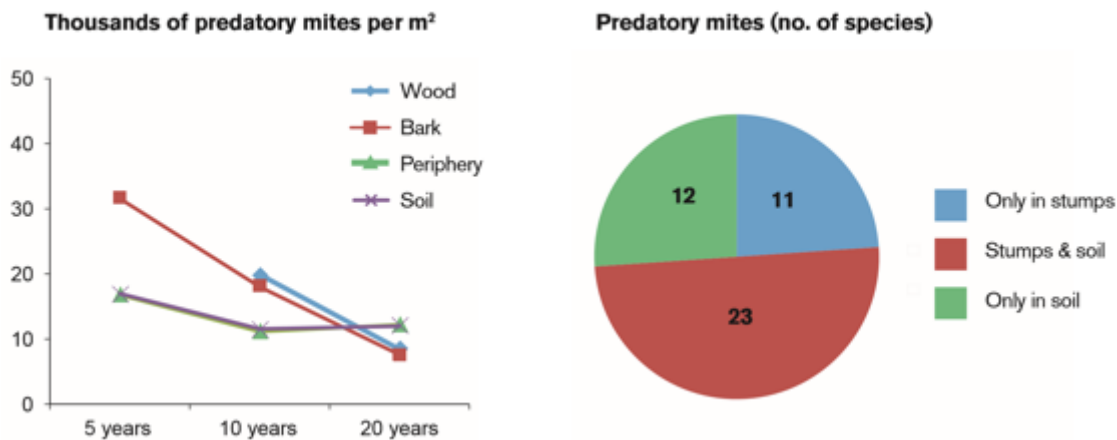 Thousands of predatory mites per m²
50
40
30
20
10
0
5 years
10 years
20 years
Wood
Bark
Periphery
Soil
Predatory mites (no. of species)
12
11
23
Only in stumps
Stumps & soil
Only in soil